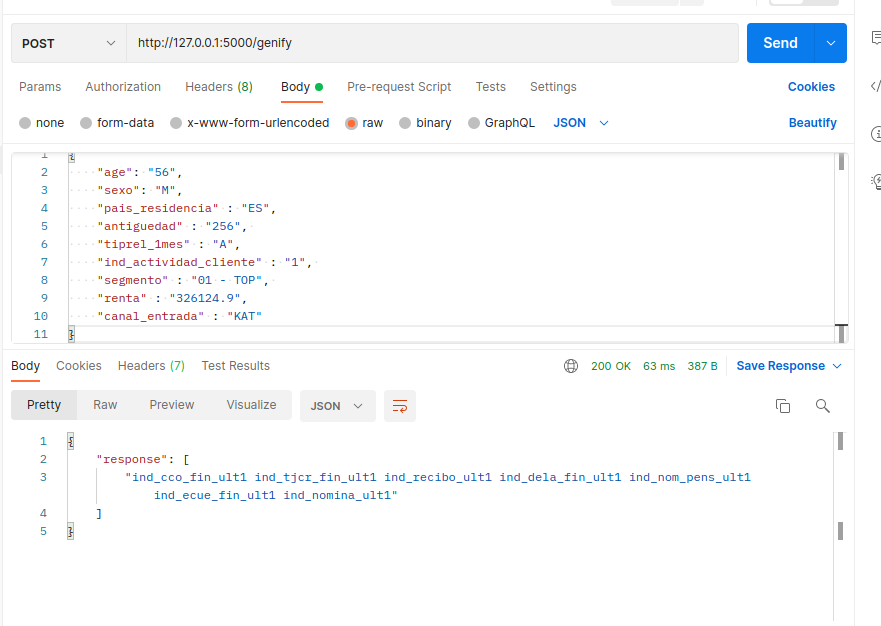 POST http://127.0.0.1:5000/genify Send
Params Authorization Headers (8) Body Pre-request Script Tests Settings Cookies
none form-data x-www-form-urlencoded raw binary GraphQL JSON Beautify
1 {
2 "age": "56",
3 "sexo": "M",
4 "pais_residencia" : "ES",
5 "antiguedad" : "256",
6 "tiprel_1mes" : "A",
7 "ind_actividad_cliente" : "1",
8 "segmento" : "01 - TOP",
9 "renta" : "326124.9",
10 "canal_entrada" : "KAT"
11 }
Body Cookies Headers (7) Test Results 200 OK 63 ms 387 B Save Response
Pretty Raw Preview Visualize JSON
1 {
2 "response": [
3 "ind_cco_fin_ult1 ind_tjcr_fin_ult1 ind_recibo_ult1 ind_dela_fin_ult1 ind_nom_pens_ult1
ind_ecue_fin_ult1 ind_nomina_ult1"
4 ]
5 }